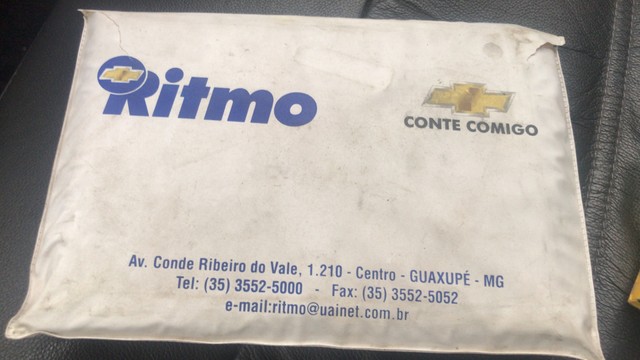 Ritmo
CONTE COMIGO
Av. Conde Ribeiro do Vale, 1.210 - Centro - GUAXUPÉ - MG
Tel: (35) 3552-5000 - Fax: (35) 3552-5052
e-mail:ritmo@uainet.com.br